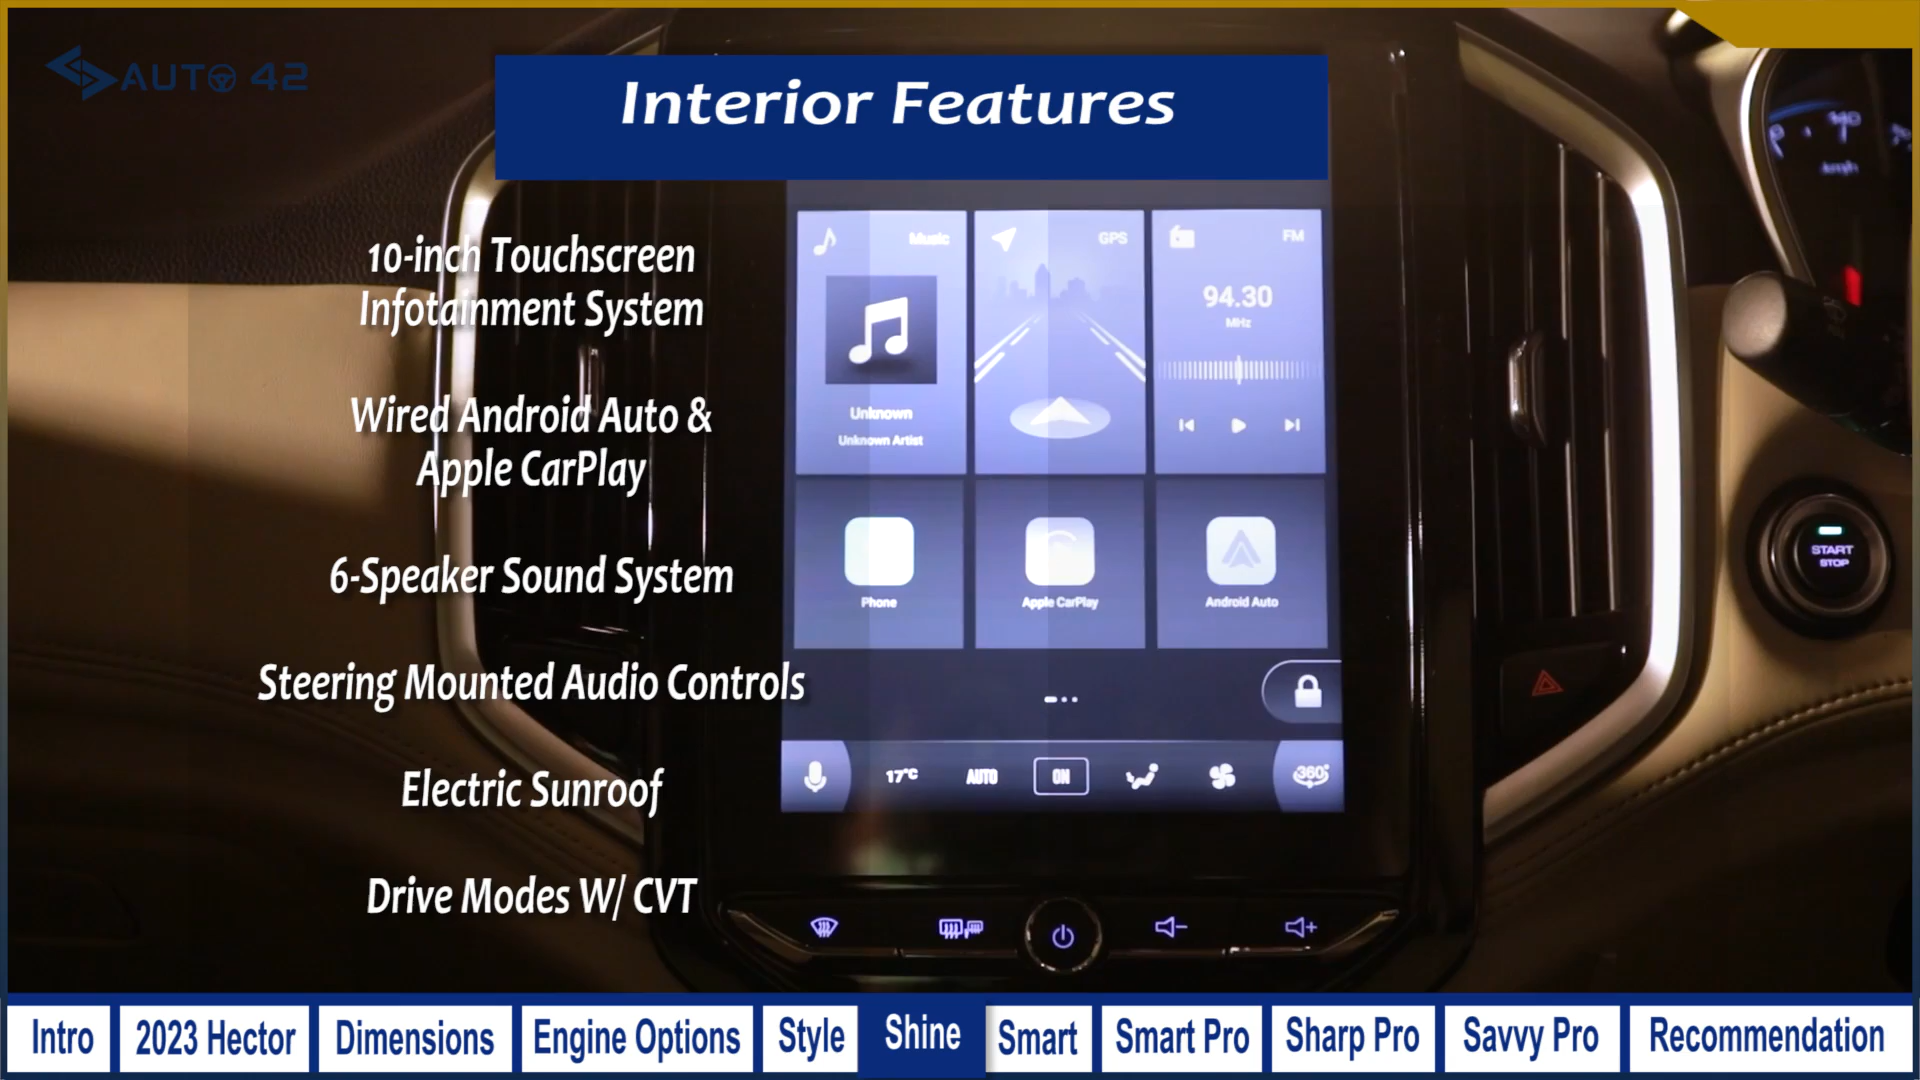 AUTO 42
Interior Features
10-inch Touchscreen
Infotainment System
Wired Android Auto &
Apple CarPlay
6-Speaker Sound System
Steering Mounted Audio Controls
Electric Sunroof
Drive Modes W/ CVT
Music
GPS
FM
94.30
MHz
Unknown
Unknown Artist
Phone
Apple CarPlay
Android Auto
17°C
AUTO
ON
360°
km/h
START
STOP
Intro
2023 Hector
Dimensions
Engine Options
Style
Shine
Smart
Smart Pro
Sharp Pro
Savvy Pro
Recommendation